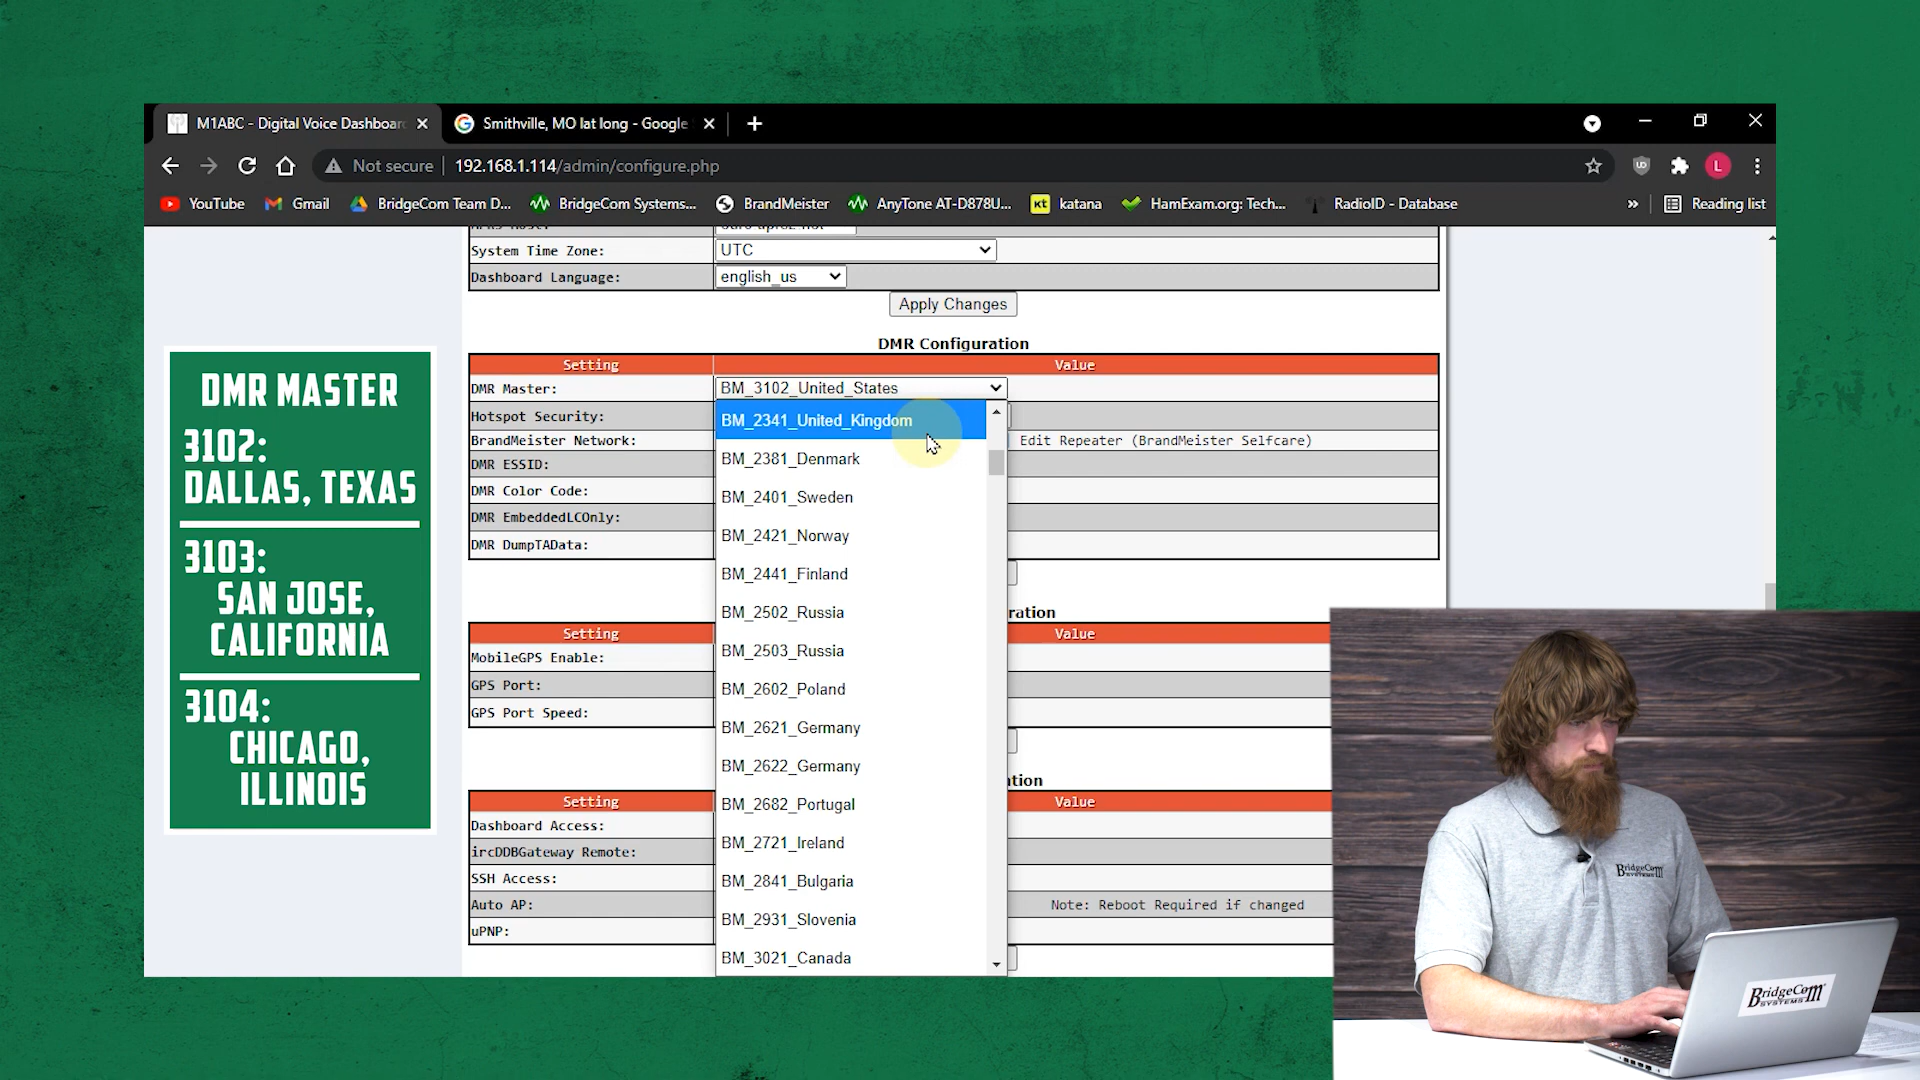 M1ABC - Digital Voice Dashboar
Smithville, MO lat long - Google
Not secure
192.168.1.114/admin/configure.php
L
YouTube
Gmail
BridgeCom Team D...
BridgeCom Systems...
BrandMeister
AnyTone AT-D878U...
kt katana
HamExam.org: Tech...
RadioID - Database
»
Reading list
System Time Zone:
UTC
Dashboard Language:
english_us
Apply Changes
DMR Configuration
Setting
Value
DMR Master:
BM_3102_United_States
Hotspot Security:
BrandMeister Network:
Edit Repeater (BrandMeister Selfcare)
DMR ESSID:
DMR Color Code:
DMR EmbeddedLCOnly:
DMR DumpTAData:
BM_2341_United_Kingdom
BM_2381_Denmark
BM_2401_Sweden
BM_2421_Norway
BM_2441_Finland
BM_2502_Russia
BM_2503_Russia
BM_2602_Poland
BM_2621_Germany
BM_2622_Germany
BM_2682_Portugal
BM_2721_Ireland
BM_2841_Bulgaria
BM_2931_Slovenia
BM_3021_Canada
ration
Setting
Value
MobileGPS Enable:
GPS Port:
GPS Port Speed:
ation
Setting
Value
Dashboard Access:
ircDDBGateway Remote:
SSH Access:
Auto AP:
Note: Reboot Required if changed
uPNP:
DMR MASTER
3102:
DALLAS, TEXAS
3103:
SAN JOSE,
CALIFORNIA
3104:
CHICAGO,
ILLINOIS
BridgeCom
SYSTEMS
BridgeCom
SYSTEMS